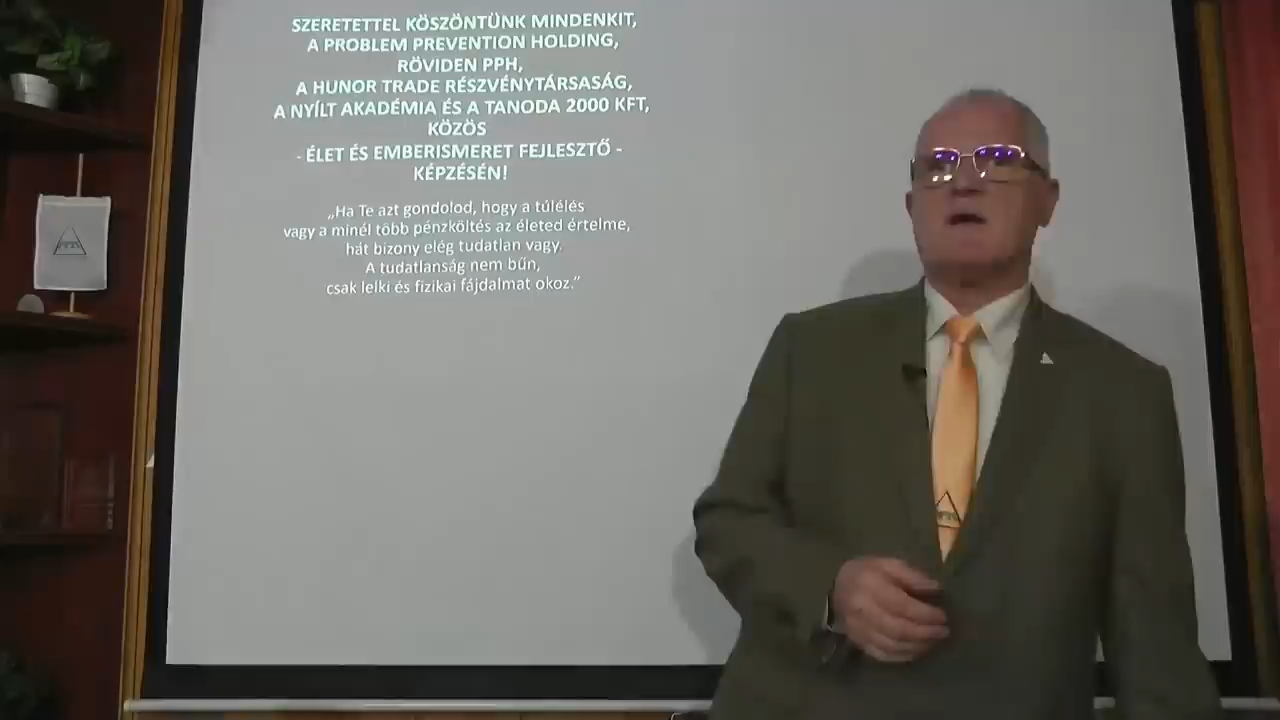 SZERETETTEL KÖSZÖNTÜNK MINDENKIT,
A PROBLEM PREVENTION HOLDING,
RÖVIDEN PPH,
A HUNOR TRADE RÉSZVÉNYTÁRSASÁG,
A NYÍLT AKADÉMIA ÉS A TANODA 2000 KFT,
KÖZÖS
- ÉLET ÉS EMBERISMERET FEJLESZTŐ -
KÉPZÉSÉN!
„Ha Te azt gondolod, hogy a túlélés
vagy a minél több pénzköltés az életed értelme,
hát bizony elég tudatlan vagy.
A tudatlanság nem bűn,
csak lelki és fizikai fájdalmat okoz.”